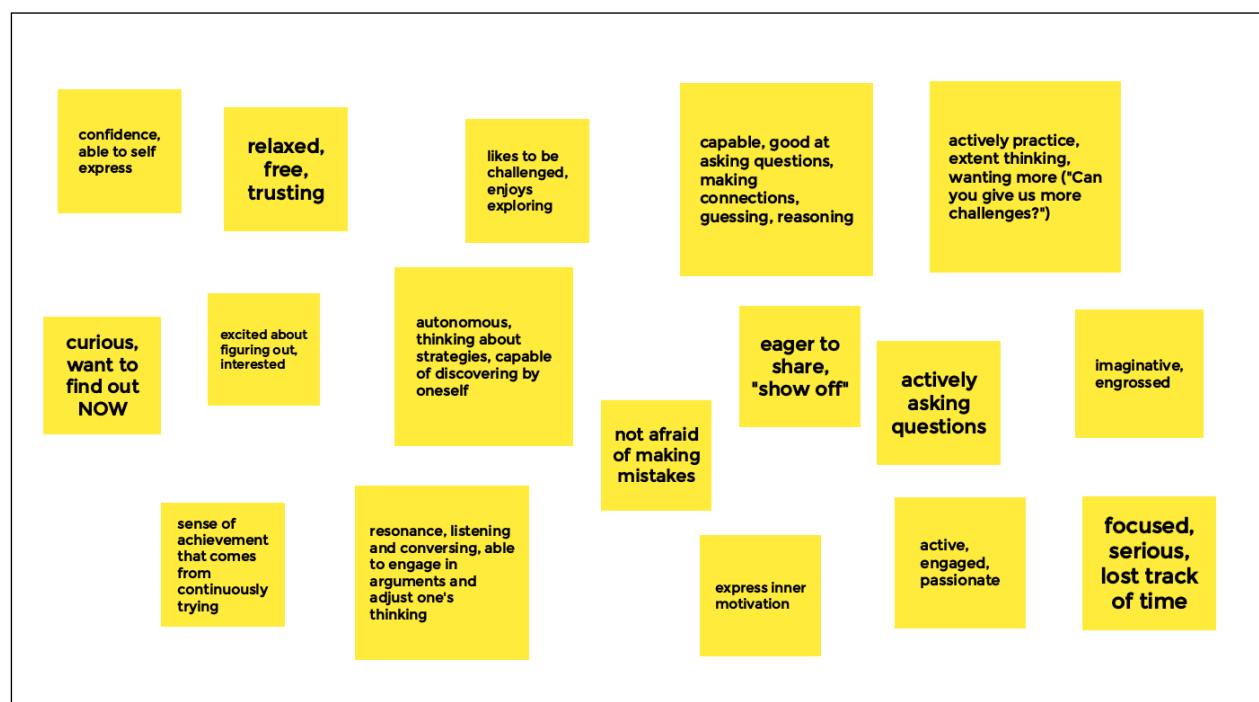 confidence,
able to self
express
relaxed,
free,
trusting
likes to be
challenged,
enjoys
exploring
capable, good at
asking questions,
making
connections,
guessing, reasoning
actively practice,
extent thinking,
wanting more ("Can
you give us more
challenges?")
curious,
want to
find out
NOW
excited about
figuring out,
interested
autonomous,
thinking about
strategies, capable
of discovering by
oneself
not afraid
of making
mistakes
eager to
share,
"show off"
actively
asking
questions
imaginative,
engrossed
sense of
achievement
that comes
from
continuously
trying
resonance, listening
and conversing, able
to engage in
arguments and
adjust one's
thinking
express inner
motivation
active,
engaged,
passionate
focused,
serious,
lost track
of time